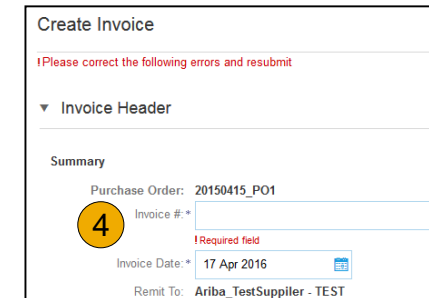 Create Invoice
!Please correct the following errors and resubmit
▼ Invoice Header
Summary
Purchase Order: 20150415_PO1
4
Invoice #:*
! Required field
Invoice Date:* 17 Apr 2016
Remit To: Ariba_TestSuppiler - TEST